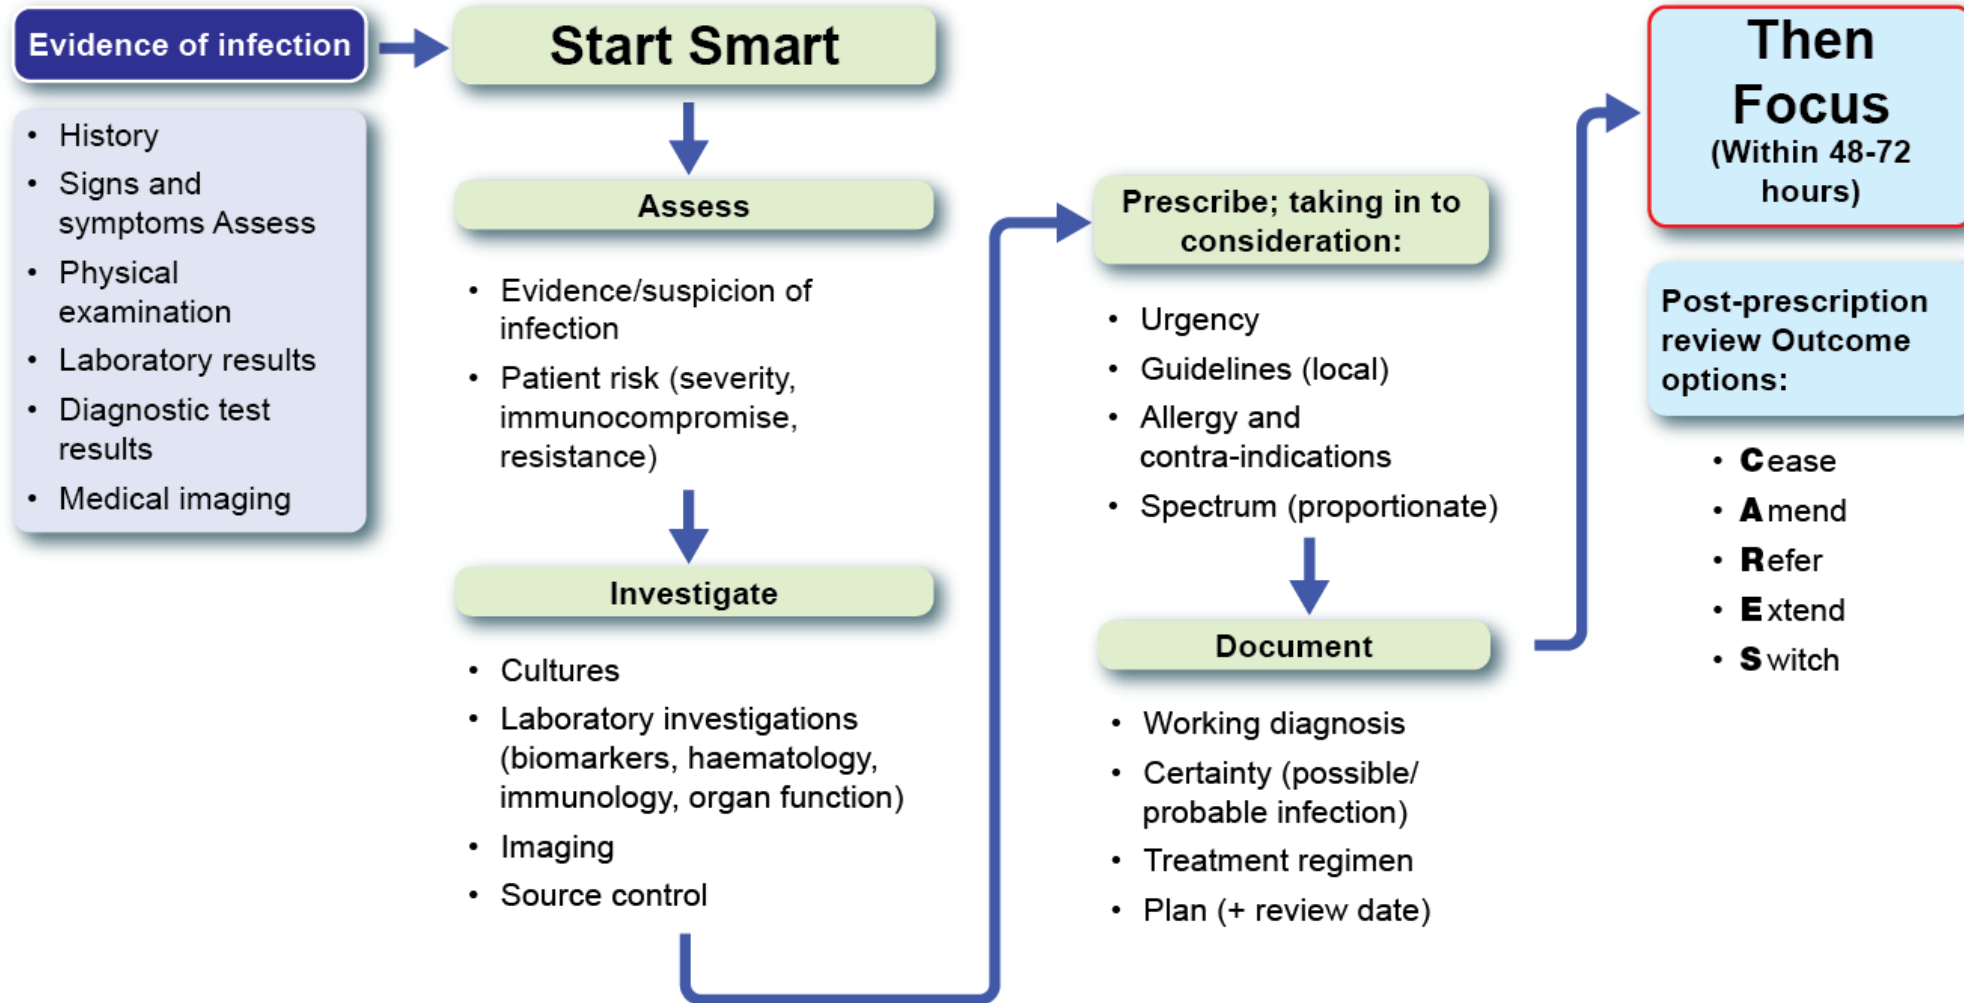 Evidence of infection
• History
• Signs and
symptoms Assess
• Physical
examination
• Laboratory results
• Diagnostic test
results
• Medical imaging
Start Smart
Assess
• Evidence/suspicion of
infection
• Patient risk (severity,
immunocompromise,
resistance)
Investigate
• Cultures
• Laboratory investigations
(biomarkers, haematology,
immunology, organ function)
• Imaging
• Source control
Prescribe; taking in to
consideration:
• Urgency
• Guidelines (local)
• Allergy and
contra-indications
• Spectrum (proportionate)
Document
• Working diagnosis
• Certainty (possible/
probable infection)
• Treatment regimen
• Plan (+ review date)
Then
Focus
(Within 48-72
hours)
Post-prescription
review Outcome
options:
• Cease
• Amend
• Refer
• Extend
• Switch